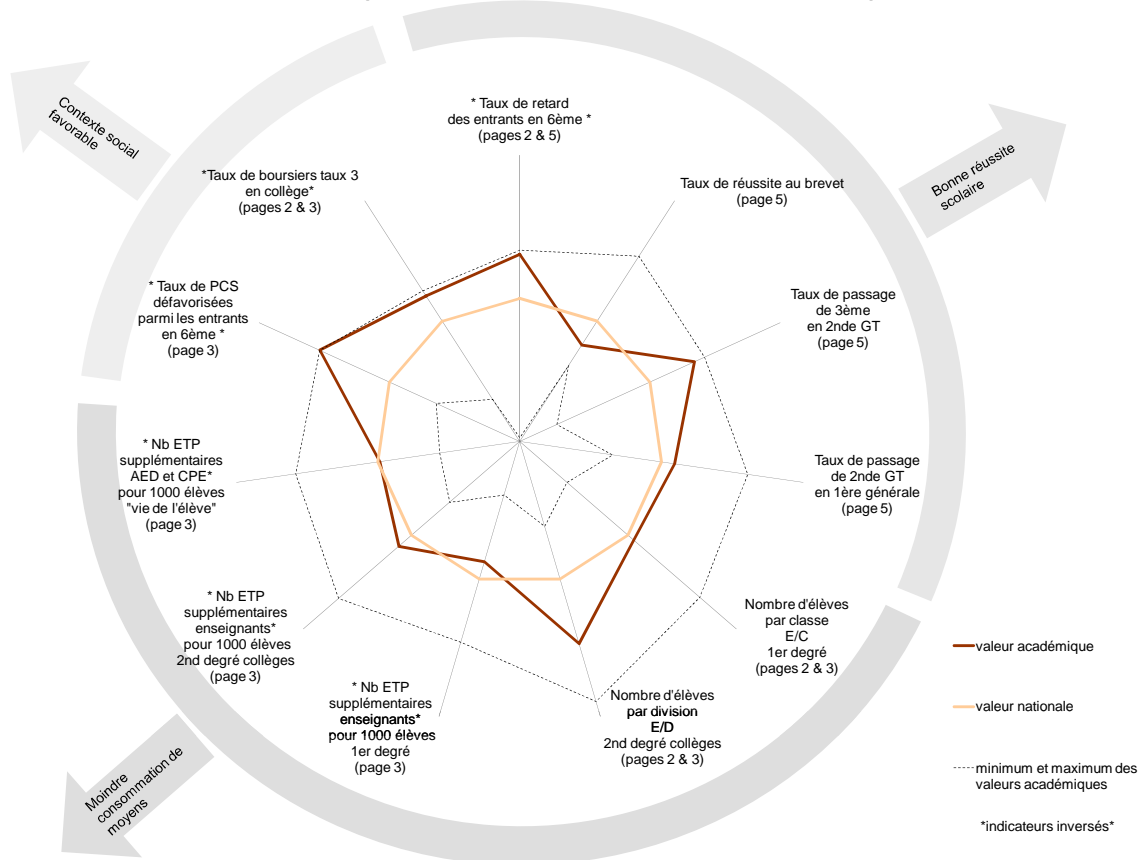 * Taux de retard
des entrants en 6ème *
(pages 2 & 5)
Taux de réussite au brevet
(page 5)
Taux de passage
de 3ème
en 2nde GT
(page 5)
Taux de passage
de 2nde GT
en 1ère générale
(page 5)
Nombre d'élèves
par classe
E/C
1er degré
(pages 2 & 3)
Nombre d'élèves
par division
E/D
2nd degré collèges
(pages 2 & 3)
* Nb ETP
supplémentaires
enseignants*
pour 1000 élèves
1er degré
(page 3)
* Nb ETP
supplémentaires
enseignants*
pour 1000 élèves
2nd degré collèges
(page 3)
* Nb ETP
supplémentaires
AED et CPE*
pour 1000 élèves
"vie de l'élève"
(page 3)
* Taux de PCS
défavorisées
parmi les entrants
en 6ème *
(page 3)
*Taux de boursiers taux 3
en collège*
(pages 2 & 3)
Contexte social
favorable
Bonne réussite
scolaire
Moindre
consommation de
moyens
valeur académique
valeur nationale
minimum et maximum des
valeurs académiques
*indicateurs inversés*